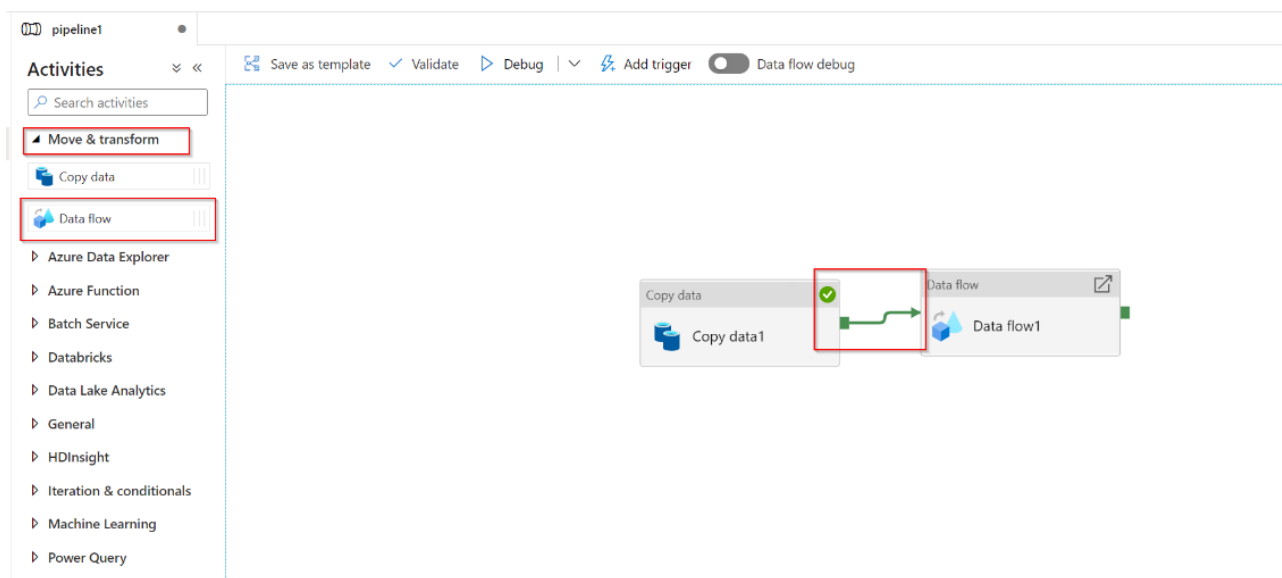 pipeline1
Activities
Save as template
Validate
Debug
Add trigger
Data flow debug
Search activities
Move & transform
Copy data
Data flow
Azure Data Explorer
Azure Function
Batch Service
Databricks
Data Lake Analytics
General
HDInsight
Iteration & conditionals
Machine Learning
Power Query
Copy data
Copy data1
Data flow
Data flow1